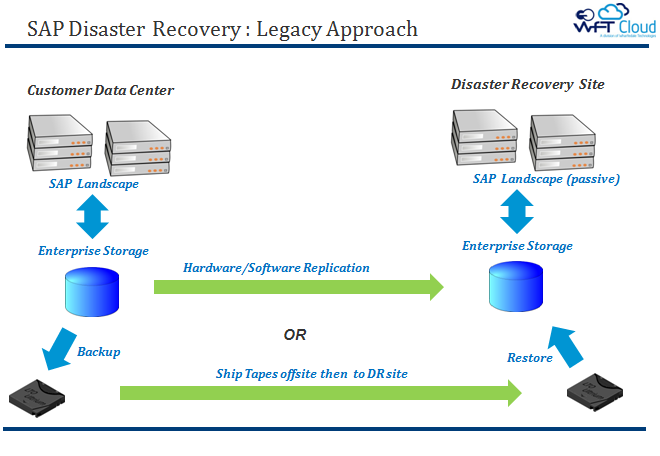 SAP Disaster Recovery : Legacy Approach
WFT Cloud
Customer Data Center
Disaster Recovery Site
SAP Landscape
SAP Landscape (passive)
Enterprise Storage
Enterprise Storage
Hardware/Software Replication
OR
Backup
Restore
Ship Tapes offsite then to DR site